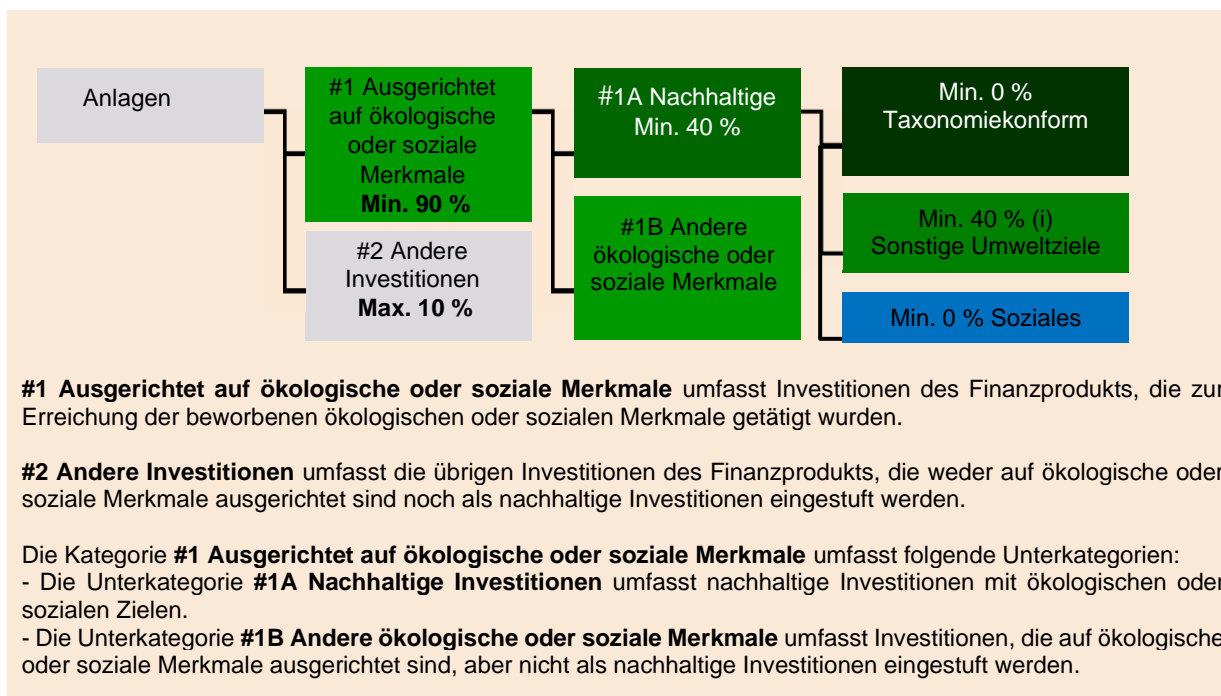 Anlagen
#1 Ausgerichtet
auf ökologische
oder soziale
Merkmale
Min. 90 %
#2 Andere
Investitionen
Max. 10 %
#1A Nachhaltige
Min. 40 %
#1B Andere
ökologische oder
soziale Merkmale
Min. 0 %
Taxonomiekonform
Min. 40 % (i)
Sonstige Umweltziele
Min. 0 % Soziales
#1 Ausgerichtet auf ökologische oder soziale Merkmale umfasst Investitionen des Finanzprodukts, die zur
Erreichung der beworbenen ökologischen oder sozialen Merkmale getätigt wurden.
#2 Andere Investitionen umfasst die übrigen Investitionen des Finanzprodukts, die weder auf ökologische oder
soziale Merkmale ausgerichtet sind noch als nachhaltige Investitionen eingestuft werden.
Die Kategorie #1 Ausgerichtet auf ökologische oder soziale Merkmale umfasst folgende Unterkategorien:
- Die Unterkategorie #1A Nachhaltige Investitionen umfasst nachhaltige Investitionen mit ökologischen oder
sozialen Zielen.
- Die Unterkategorie #1B Andere ökologische oder soziale Merkmale umfasst Investitionen, die auf ökologische
oder soziale Merkmale ausgerichtet sind, aber nicht als nachhaltige Investitionen eingestuft werden.